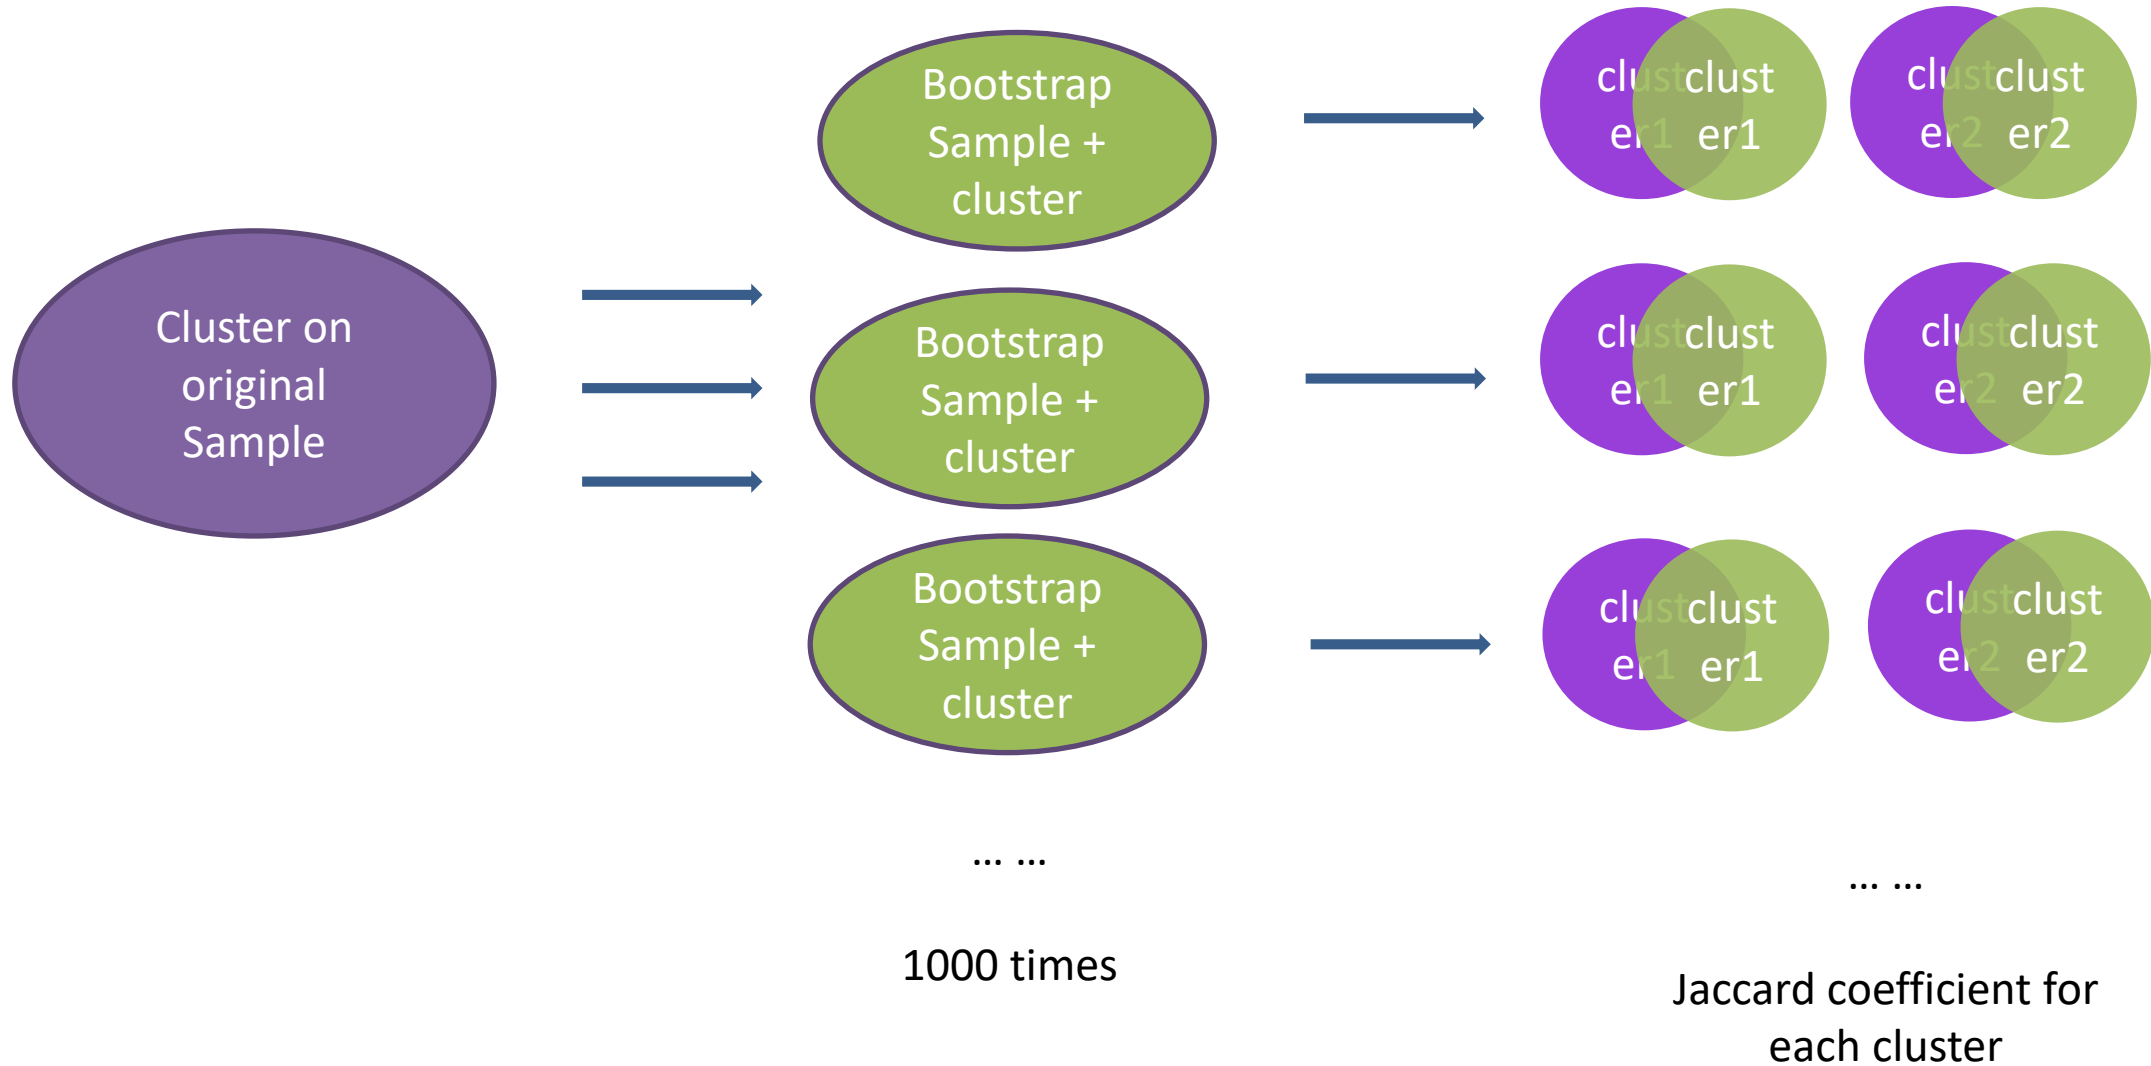 Cluster on
original
Sample
Bootstrap
Sample +
cluster
Bootstrap
Sample +
cluster
Bootstrap
Sample +
cluster
... ...
1000 times
clust
er1
clust
er1
clust
er2
clust
er2
clust
er1
clust
er1
clust
er2
clust
er2
clust
er1
clust
er1
clust
er2
clust
er2
... ...
Jaccard coefficient for
each cluster